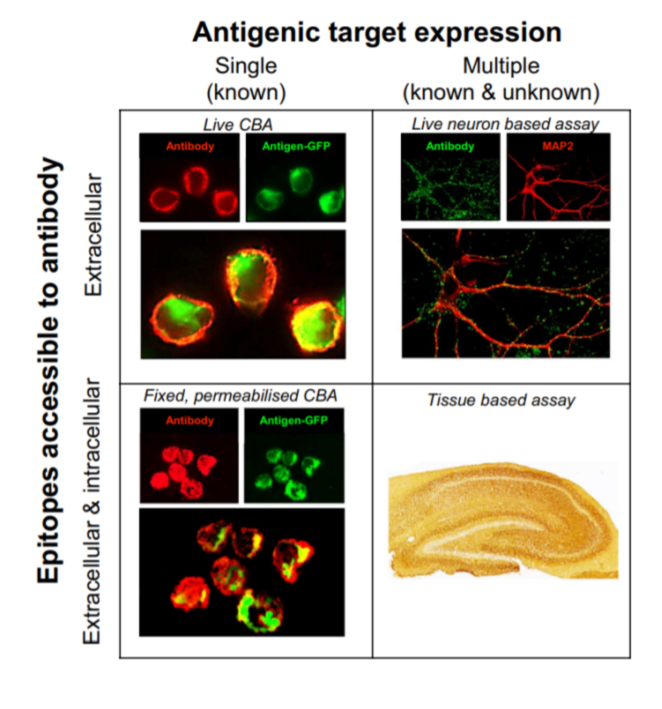 Antigenic target expression
Single
(known)
Multiple
(known & unknown)
Epitopes accessible to antibody
Extracellular
Live CBA
Antibody
Antigen-GFP
Live neuron based assay
Antibody
MAP2
Extracellular & intracellular
Fixed, permeabilised CBA
Antibody
Antigen-GFP
Tissue based assay